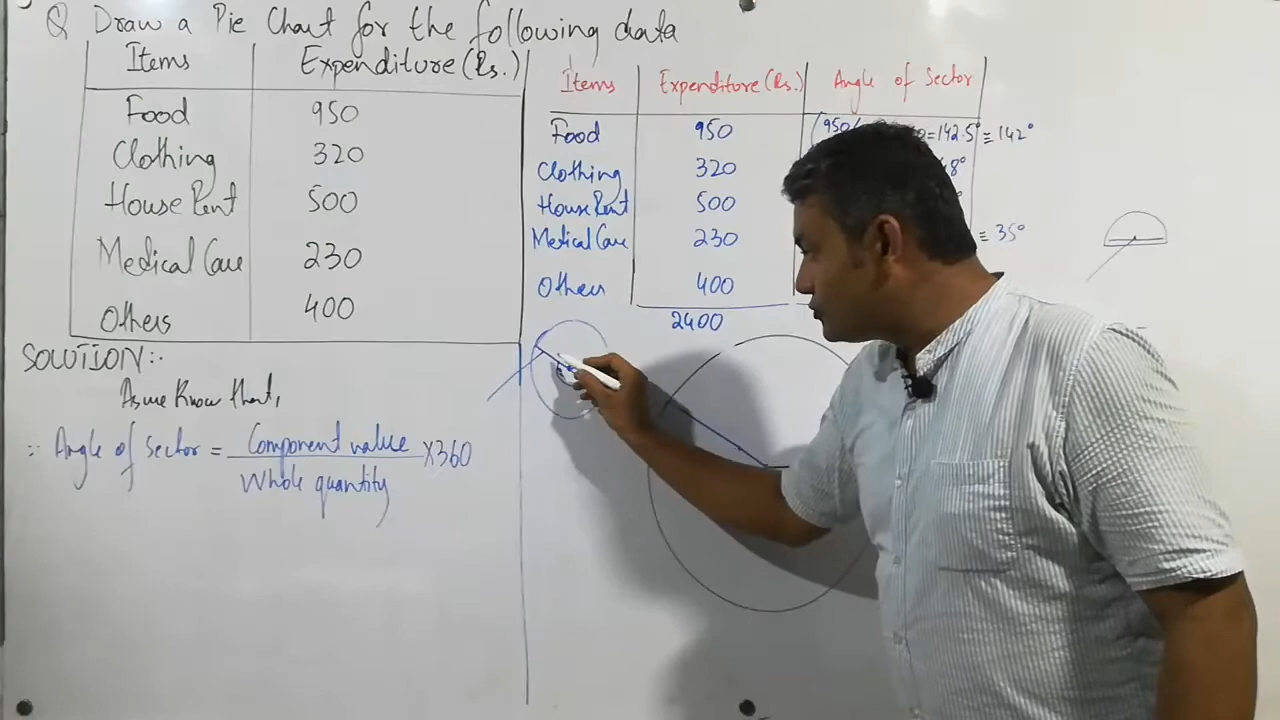 Q Draw a Pie Chart for the following data
Items Expenditure (Rs.)
Food 950
Clothing 320
House Rent 500
Medical Care 230
Others 400
SOLUTION:-
As we know that,
∵ Angle of sector = Component value ×360
Whole quantity
Items Expenditure (Rs.) Angle of Sector
Food 950 (950/ =142.5° ≅ 142°
Clothing 320 48°
House Rent 500
Medical Care 230 ≅ 35°
Others 400
2400